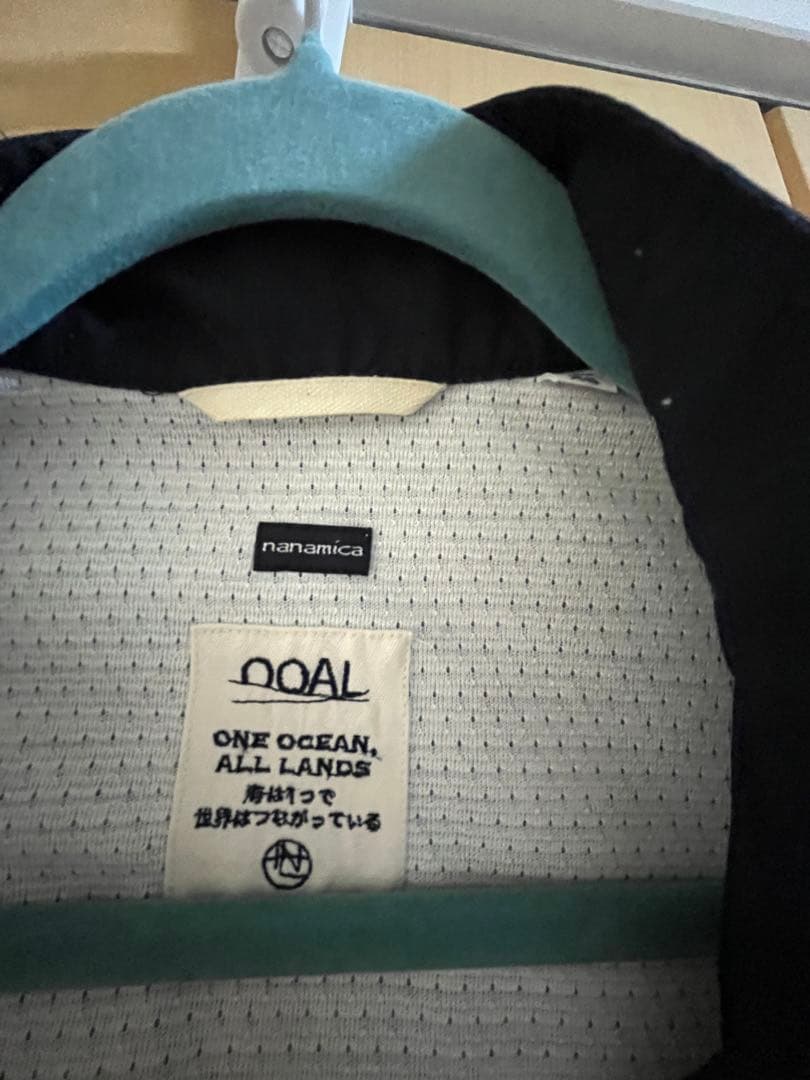 nanamica
OOAL
ONE OCEAN,
ALL LANDS
海は1つで
世界はつながっている